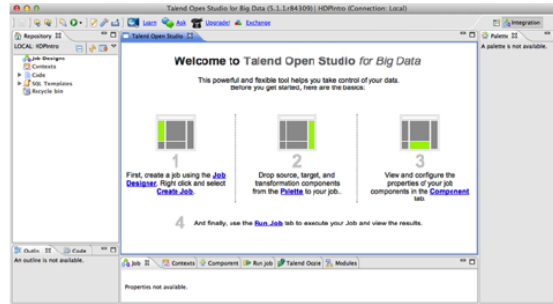 Talend Open Studio for Big Data (5.1.1.r84309) | HDPIntro (Connection: Local)
Learn Ask Upgrade! Exchange
Integration
Repository
LOCAL: HDPIntro
Job Designs
Contexts
Code
SQL Templates
Recycle bin
Talend Open Studio
Welcome to Talend Open Studio for Big Data
This powerful and flexible tool helps you take control of your data.
Before you get started, here are the basics:
1
First, create a job using the Job
Designer. Right click and select
Create Job.
2
Drop source, target, and
transformation components
from the Palette to your job.
3
View and configure the
properties of your job
components in the Component
tab.
4 And finally, use the Run Job tab to execute your Job and view the results.
Palette
A palette is not available.
Outlin Code
An outline is not available.
Job Contexts Component Run Job Talend Oozie Modules
Properties not available.